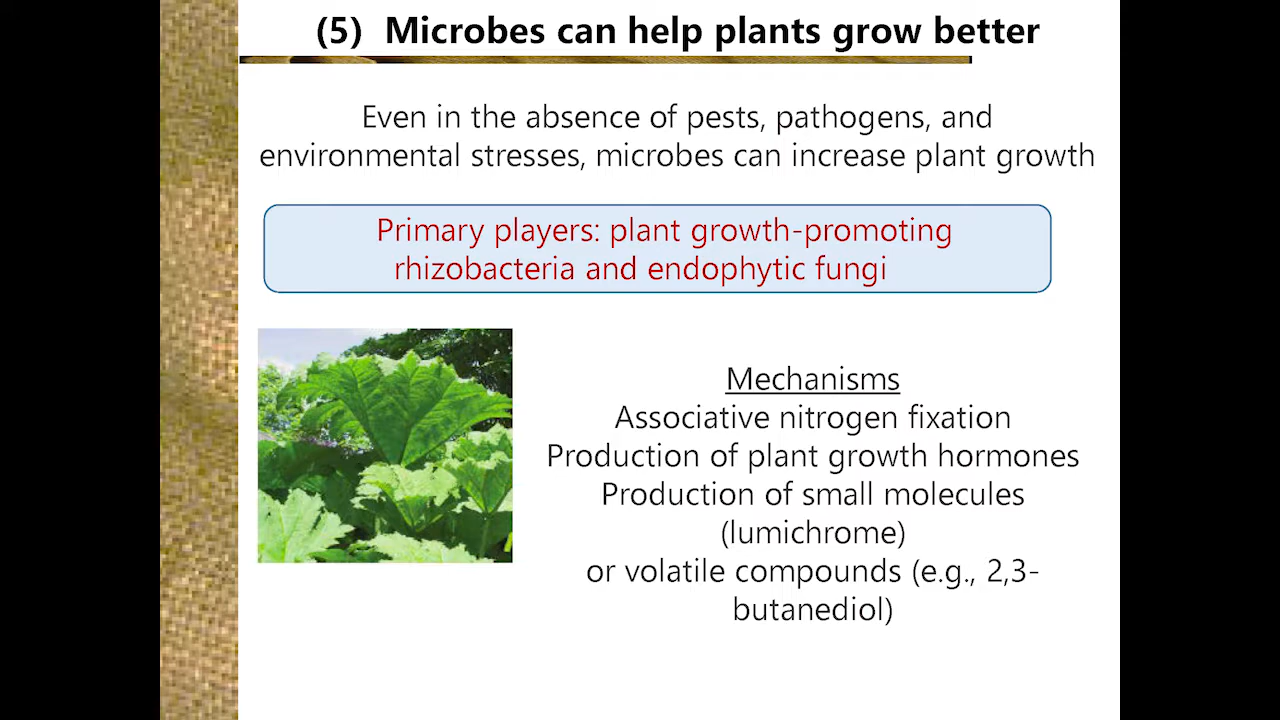 (5) Microbes can help plants grow better
Even in the absence of pests, pathogens, and
environmental stresses, microbes can increase plant growth
Primary players: plant growth-promoting
rhizobacteria and endophytic fungi
Mechanisms
Associative nitrogen fixation
Production of plant growth hormones
Production of small molecules
(lumichrome)
or volatile compounds (e.g., 2,3-
butanediol)